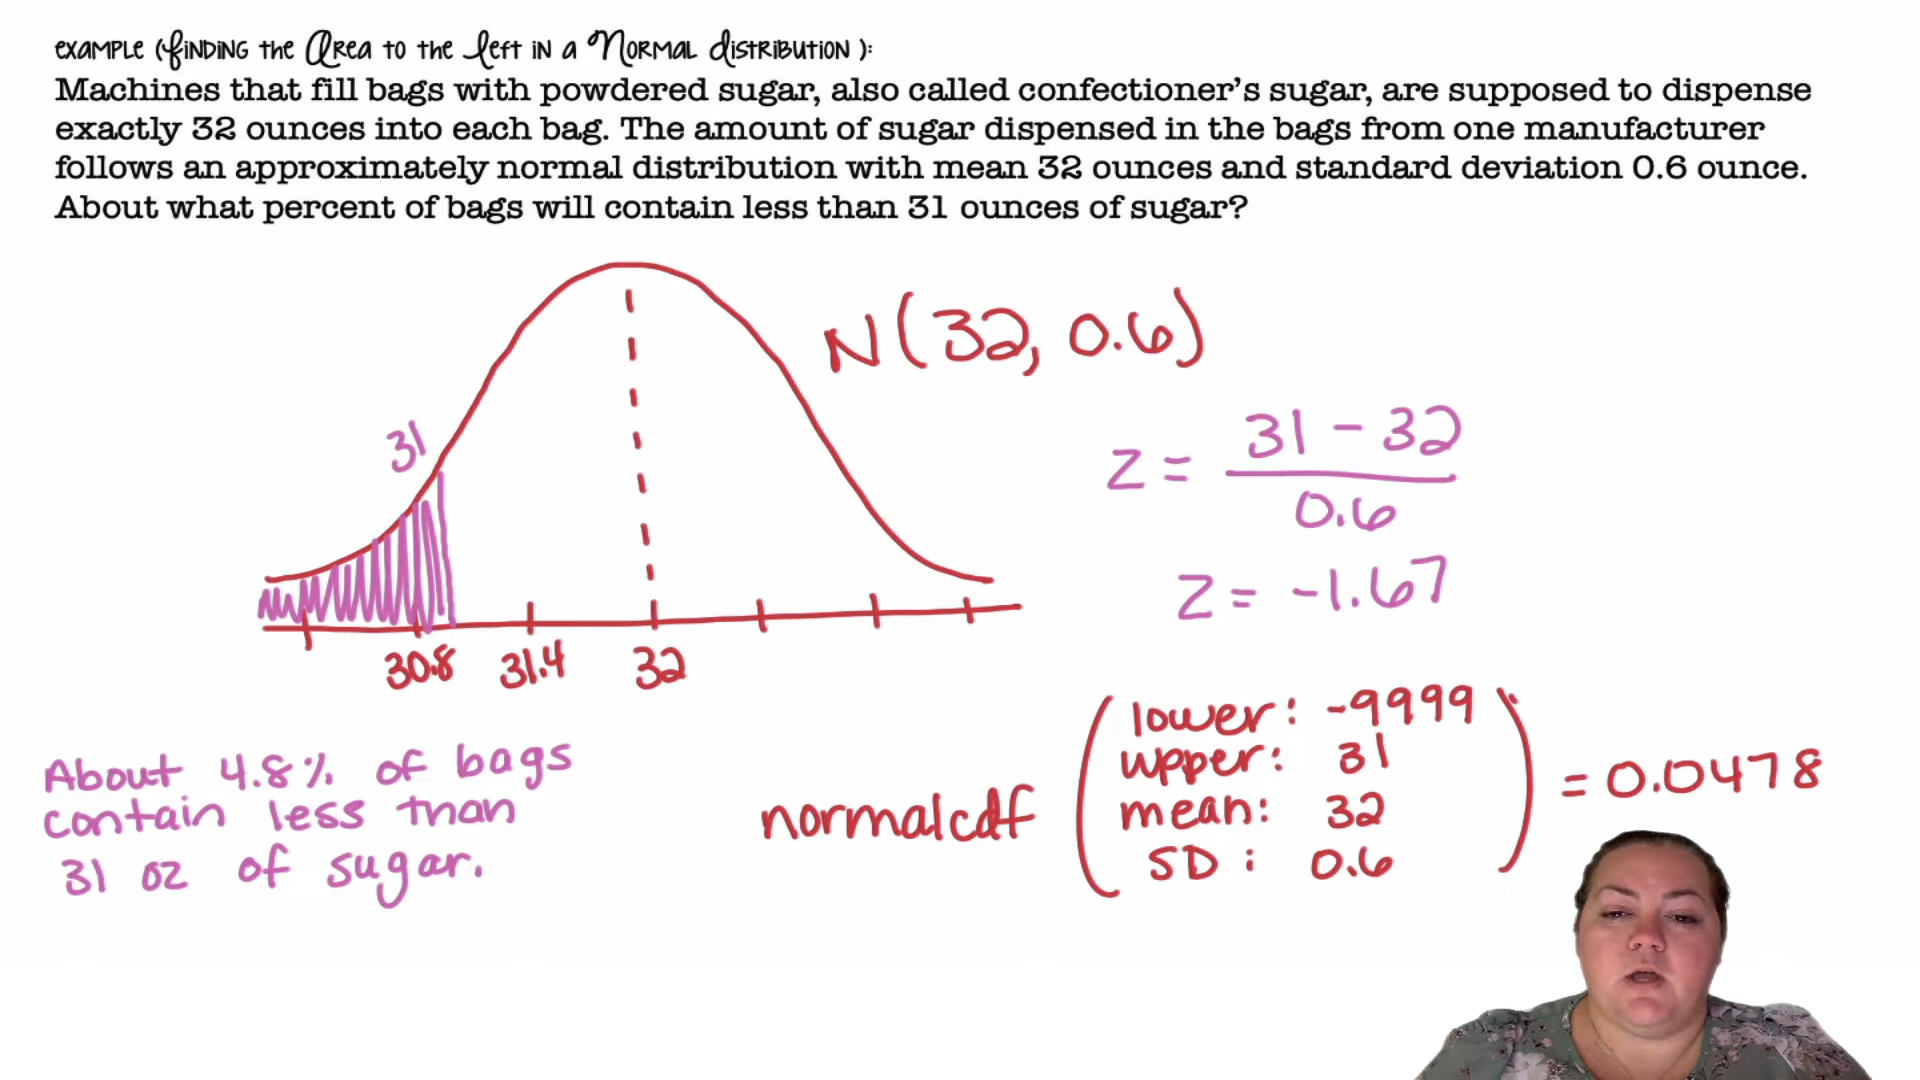 example (Finding the Area to the Left in a Normal Distribution ):
Machines that fill bags with powdered sugar, also called confectioner's sugar, are supposed to dispense
exactly 32 ounces into each bag. The amount of sugar dispensed in the bags from one manufacturer
follows an approximately normal distribution with mean 32 ounces and standard deviation 0.6 ounce.
About what percent of bags will contain less than 31 ounces of sugar?
N(32, 0.6)
31
z = 31 - 32
0.6
z = -1.67
30.8 31.4 32
About 4.8% of bags
contain less than
31 oz of sugar.
normalcdf
lower: -9999
upper: 31
mean: 32
SD : 0.6
= 0.0478